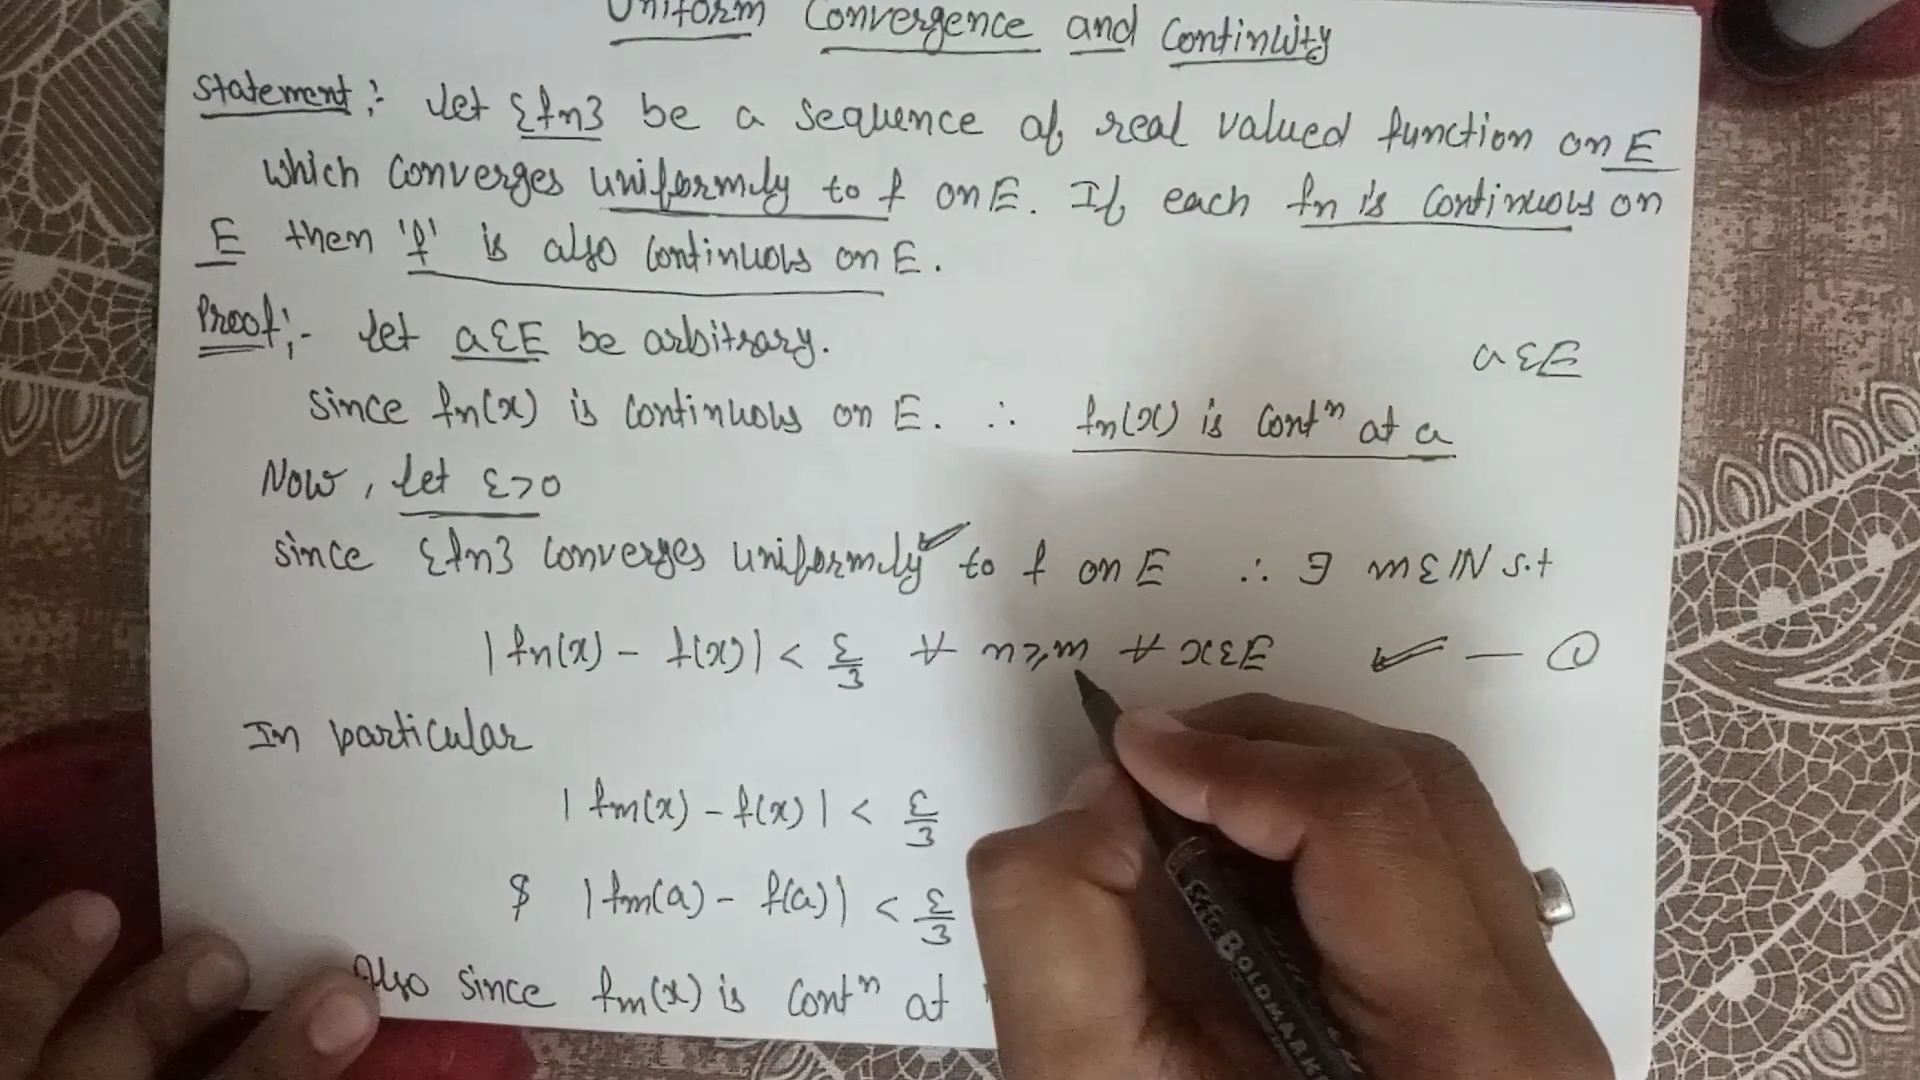 Uniform Convergence and Continuity
Statement :- Let {fn} be a sequence of real valued function on E
which converges uniformly to f on E. If each fn is continuous on
E then 'f' is also continuous on E.
Proof :- Let a ε E be arbitrary.
a ε E
Since fn(x) is continuous on E. ∴ fn(x) is contⁿ at a
Now, Let ε>0
Since {fn} converges uniformly to f on E ∴ ∃ m ε IN s.t
|fn(x) - f(x)| < ε/3 ∀ n≥m ∀ x ε E ✓ — ①
In particular
|fm(x) - f(x)| < ε/3
$ |fm(a) - f(a)| < ε/3
Also since fm(x) is contⁿ at
BOLDMARK